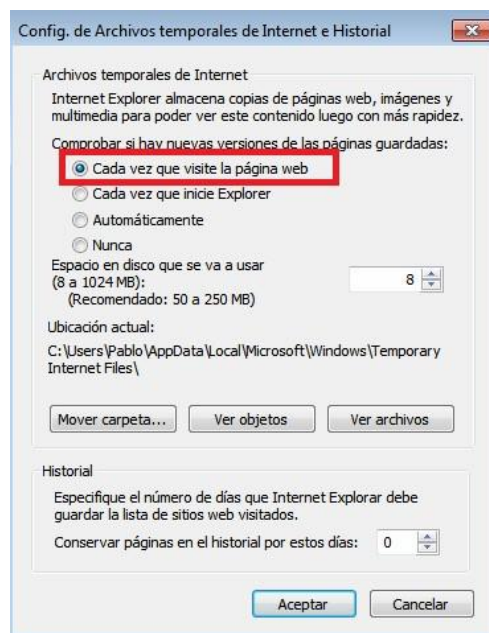 Config. de Archivos temporales de Internet e Historial
Archivos temporales de Internet
Internet Explorer almacena copias de páginas web, imágenes y
multimedia para poder ver este contenido luego con más rapidez.
Comprobar si hay nuevas versiones de las páginas guardadas:
Cada vez que visite la página web
Cada vez que inicie Explorer
Automáticamente
Nunca
Espacio en disco que se va a usar
(8 a 1024 MB): 8
(Recomendado: 50 a 250 MB)
Ubicación actual:
C:\Users\Pablo\AppData\Local\Microsoft\Windows\Temporary
Internet Files\
Mover carpeta... Ver objetos Ver archivos
Historial
Especifique el número de días que Internet Explorar debe
guardar la lista de sitios web visitados.
Conservar páginas en el historial por estos días: 0
Aceptar Cancelar